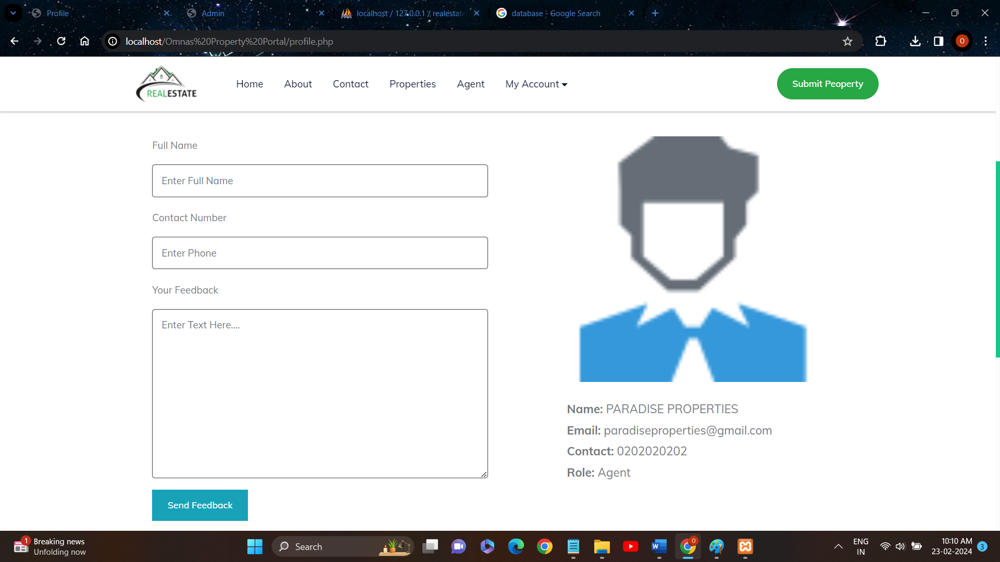 Profile
Admin
localhost / 127.0.0.1 / realestate
database - Google Search
localhost/Omnas%20Property%20Portal/profile.php
O
REALESTATE
Home
About
Contact
Properties
Agent
My Account
Submit Peoperty
Full Name
Enter Full Name
Contact Number
Enter Phone
Your Feedback
Enter Text Here....
Send Feedback
Name: PARADISE PROPERTIES
Email: paradiseproperties@gmail.com
Contact: 0202020202
Role: Agent
1
Breaking news
Unfolding now
Search
ENG
IN
10:10 AM
23-02-2024
3